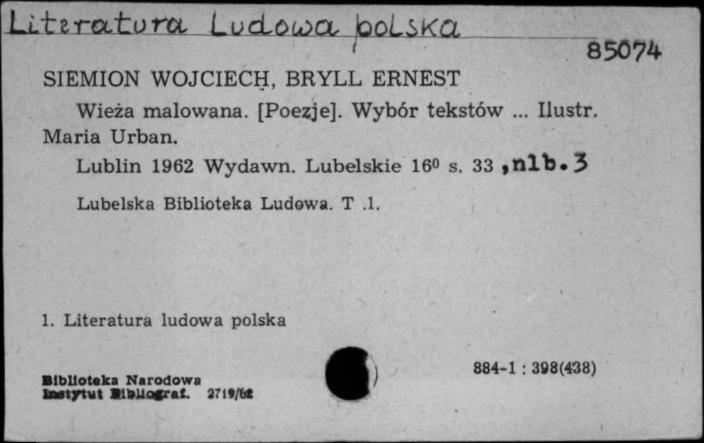 Literatura Ludowa polska
85074
SIEMION WOJCIECH, BRYLL ERNEST
Wieża malowana. [Poezje]. Wybór tekstów ... Ilustr.
Maria Urban.
Lublin 1962 Wydawn. Lubelskie 16⁰ s. 33 ,nlb. 3
Lubelska Biblioteka Ludowa. T .1.
1. Literatura ludowa polska
884-1 : 398(438)
Biblioteka Narodowa
Instytut Bibliograf. 2719/62